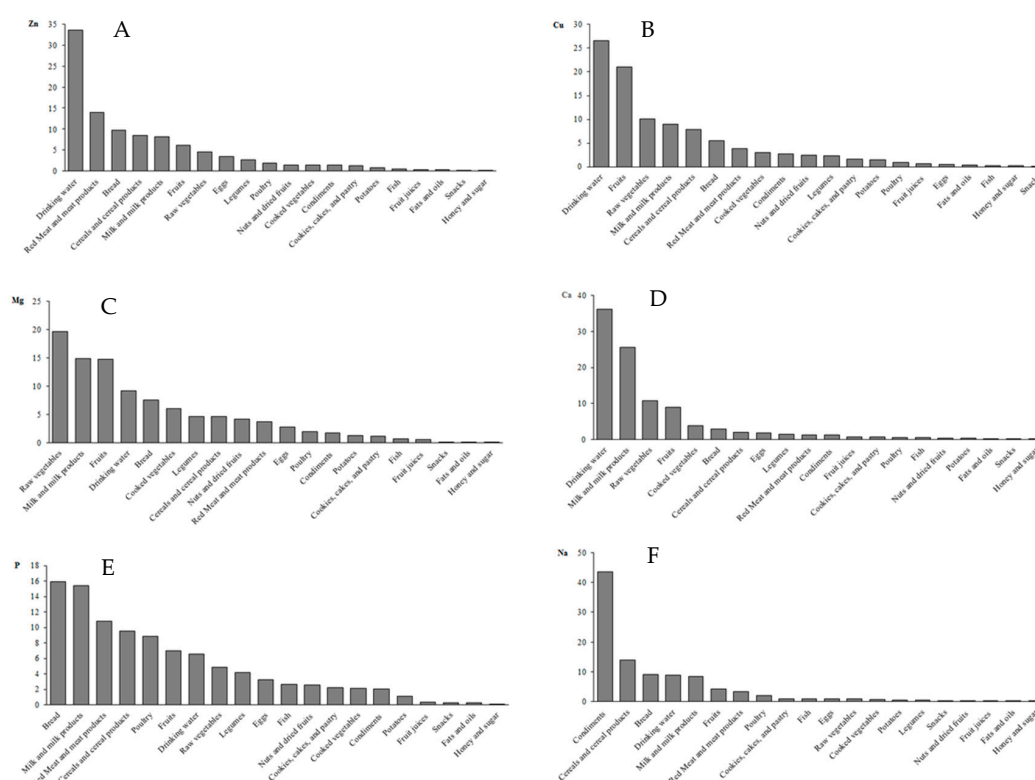 Zn
A
35
30
25
20
15
10
5
0
Drinking water
Red Meat and meat products
Bread
Cereals and cereal products
Milk and milk products
Fruits
Raw vegetables
Eggs
Legumes
Poultry
Nuts and dried fruits
Cooked vegetables
Condiments
Cookies, cakes, and pastry
Potatoes
Fish
Fruit juices
Fats and oils
Snacks
Honey and sugar
Cu
B
30
25
20
15
10
5
0
Drinking water
Fruits
Raw vegetables
Milk and milk products
Cereals and cereal products
Bread
Red Meat and meat products
Cooked vegetables
Condiments
Nuts and dried fruits
Legumes
Cookies, cakes, and pastry
Potatoes
Poultry
Fruit juices
Eggs
Fats and oils
Fish
Honey and sugar
Mg
C
25
20
15
10
5
0
Raw vegetables
Milk and milk products
Fruits
Drinking water
Bread
Cooked vegetables
Legumes
Cereals and cereal products
Nuts and dried fruits
Red Meat and meat products
Eggs
Poultry
Condiments
Potatoes
Cookies, cakes, and pastry
Fish
Fruit juices
Snacks
Fats and oils
Honey and sugar
Ca
D
40
30
20
10
0
Drinking water
Milk and milk products
Raw vegetables
Fruits
Cooked vegetables
Bread
Cereals and cereal products
Eggs
Legumes
Red Meat and meat products
Condiments
Fruit juices
Cookies, cakes, and pastry
Poultry
Fish
Nuts and dried fruits
Potatoes
Fats and oils
Snacks
Honey and sugar
P
E
18
16
14
12
10
8
6
4
2
0
Bread
Milk and milk products
Red Meat and meat products
Cereals and cereal products
Poultry
Fruits
Drinking water
Raw vegetables
Legumes
Eggs
Fish
Nuts and dried fruits
Cookies, cakes, and pastry
Cooked vegetables
Condiments
Potatoes
Fruit juices
Snacks
Fats and oils
Honey and sugar
Na
F
50
40
30
20
10
0
Condiments
Cereals and cereal products
Bread
Drinking water
Milk and milk products
Fruits
Red Meat and meat products
Poultry
Cookies, cakes, and pastry
Fish
Eggs
Raw vegetables
Cooked vegetables
Potatoes
Legumes
Snacks
Nuts and dried fruits
Fruit juices
Fats and oils
Honey and